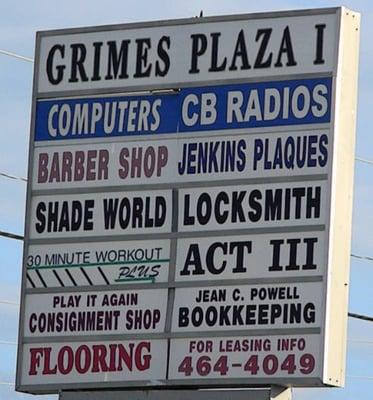 GRIMES PLAZA I
COMPUTERS CB RADIOS
BARBER SHOP JENKINS PLAQUES
SHADE WORLD LOCKSMITH
30 MINUTE WORKOUT
PLUS
ACT III
PLAY IT AGAIN
CONSIGNMENT SHOP
JEAN C. POWELL
BOOKKEEPING
FLOORING
FOR LEASING INFO
464-4049